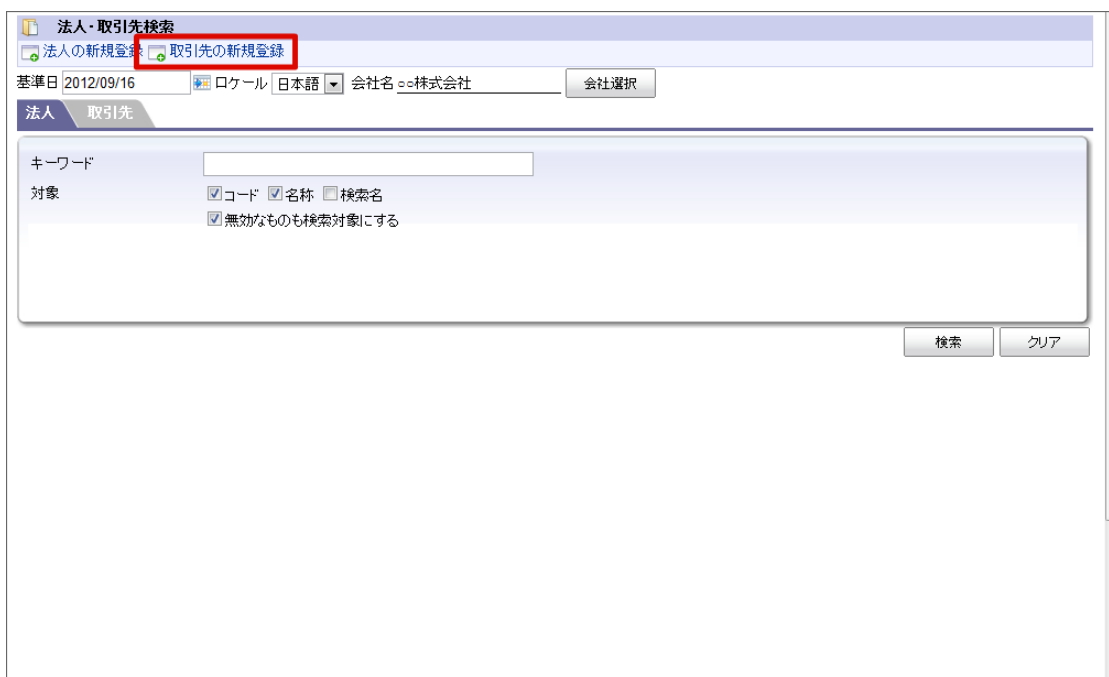 法人・取引先検索
法人の新規登録 取引先の新規登録
基準日 2012/09/16 ロケール 日本語 会社名 ○○株式会社 会社選択
法人 取引先
キーワード
対象 コード 名称 検索名
無効なものも検索対象にする
検索 クリア